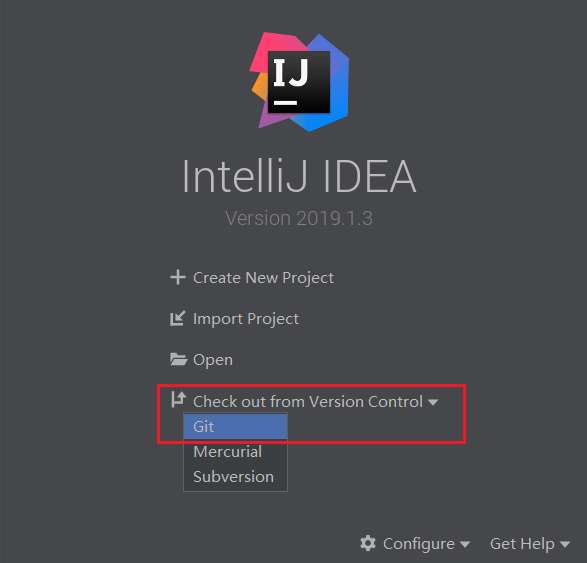 IJ
IntelliJ IDEA
Version 2019.1.3
Create New Project
Import Project
Open
Check out from Version Control
Git
Mercurial
Subversion
Configure Get Help